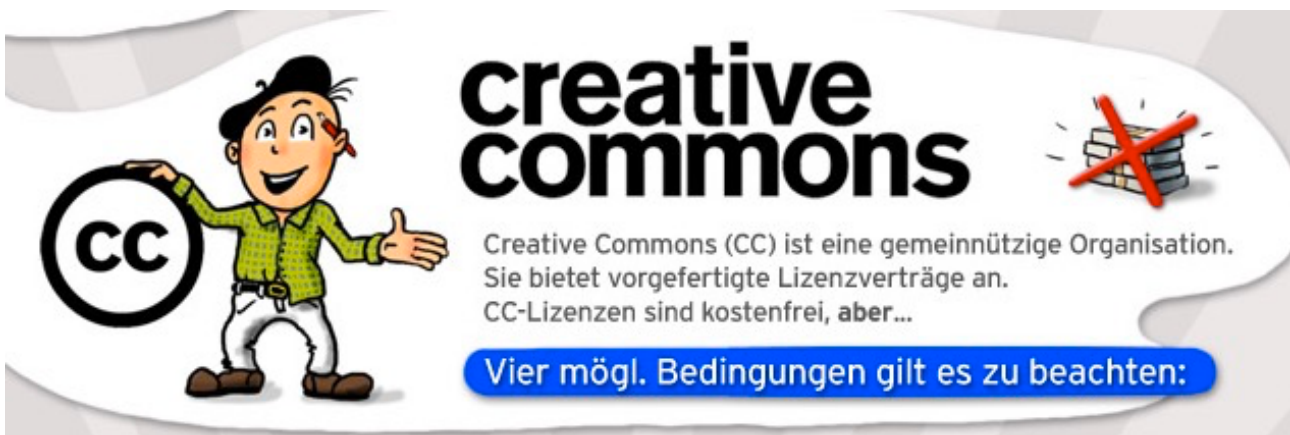 creative
commons
cc
Creative Commons (CC) ist eine gemeinnützige Organisation.
Sie bietet vorgefertigte Lizenzverträge an.
CC-Lizenzen sind kostenfrei, aber...
Vier mögl. Bedingungen gilt es zu beachten: